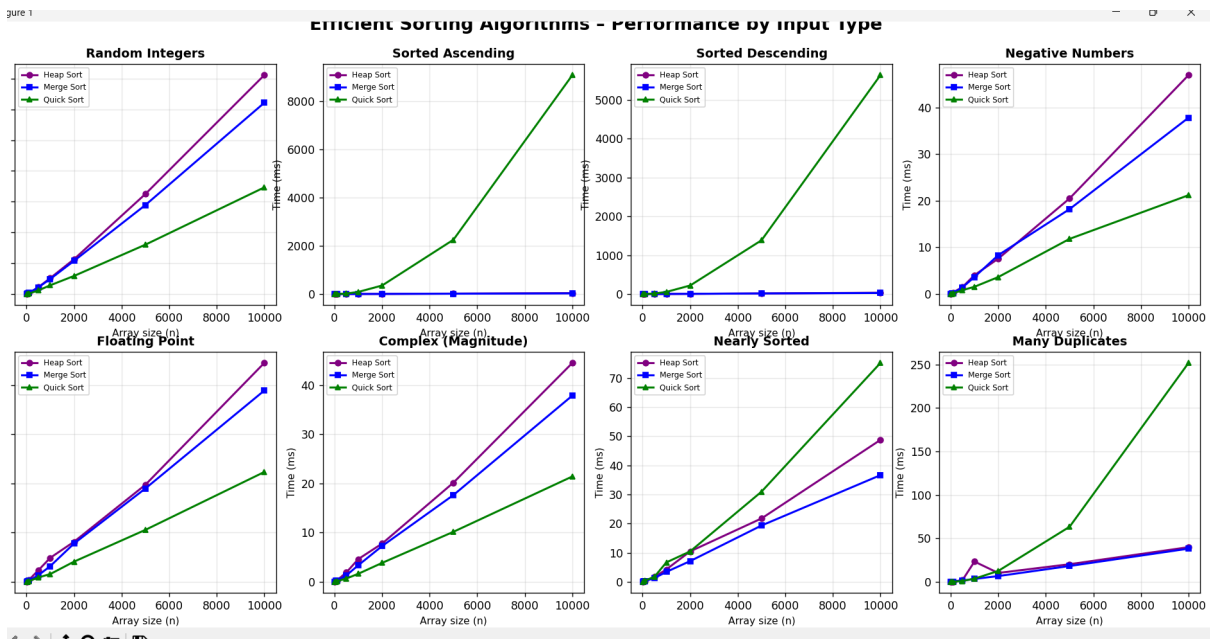 gure 1
Efficient Sorting Algorithms – Performance by Input Type
Random Integers
Heap Sort
Merge Sort
Quick Sort
0 2000 4000 6000 8000 10000
Array size (n)
Sorted Ascending
Heap Sort
Merge Sort
Quick Sort
Time (ms)
8000
6000
4000
2000
0
0 2000 4000 6000 8000 10000
Array size (n)
Sorted Descending
Heap Sort
Merge Sort
Quick Sort
Time (ms)
5000
4000
3000
2000
1000
0
0 2000 4000 6000 8000 10000
Array size (n)
Negative Numbers
Heap Sort
Merge Sort
Quick Sort
Time (ms)
40
30
20
10
0
0 2000 4000 6000 8000 10000
Array size (n)
Floating Point
Heap Sort
Merge Sort
Quick Sort
0 2000 4000 6000 8000 10000
Array size (n)
Complex (Magnitude)
Heap Sort
Merge Sort
Quick Sort
Time (ms)
40
30
20
10
0
0 2000 4000 6000 8000 10000
Array size (n)
Nearly Sorted
Heap Sort
Merge Sort
Quick Sort
Time (ms)
70
60
50
40
30
20
10
0
0 2000 4000 6000 8000 10000
Array size (n)
Many Duplicates
Heap Sort
Merge Sort
Quick Sort
Time (ms)
250
200
150
100
50
0
0 2000 4000 6000 8000 10000
Array size (n)